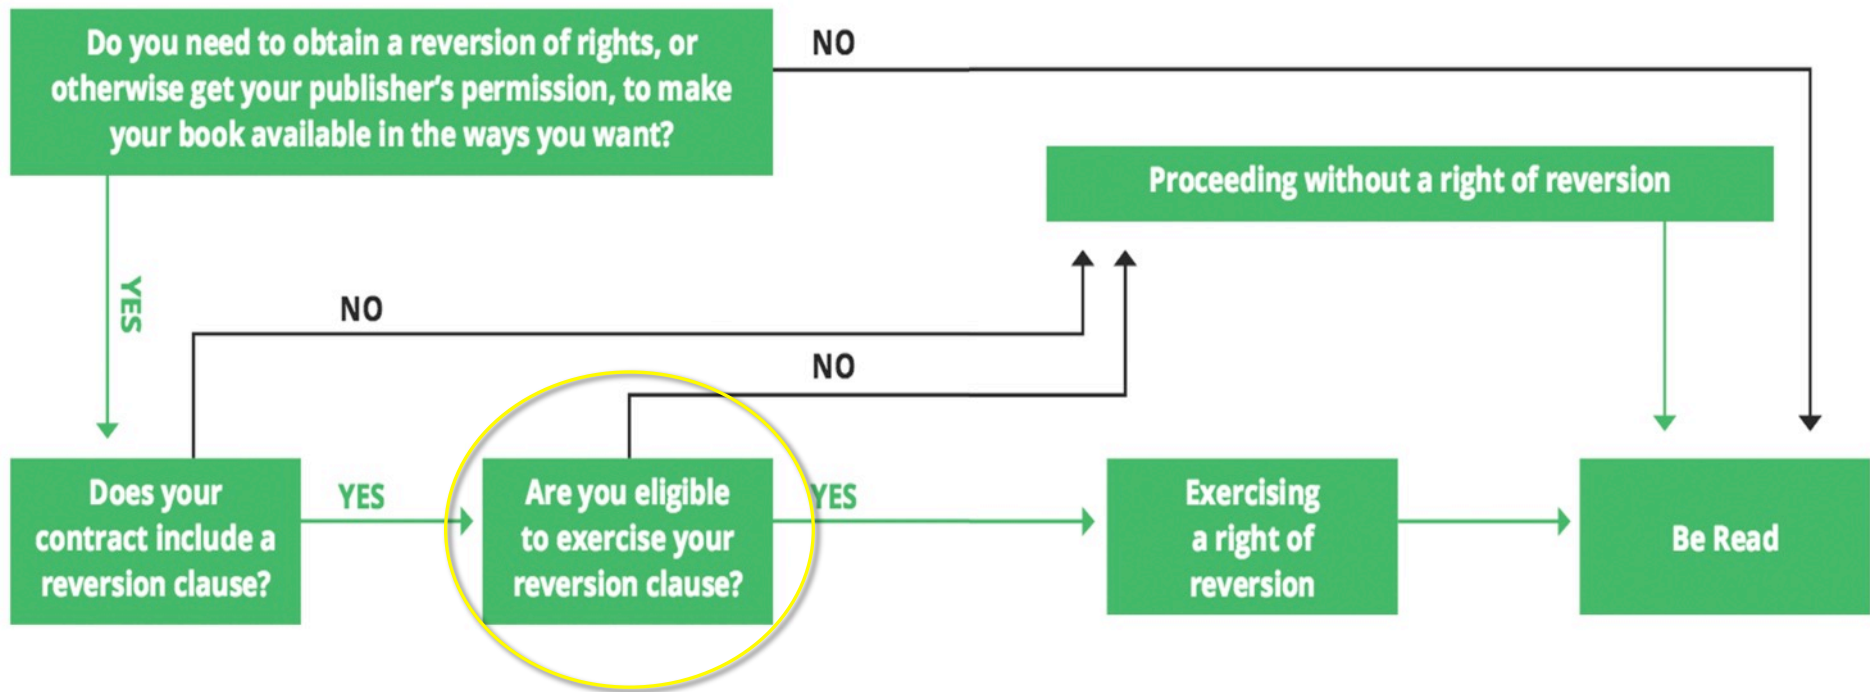 Do you need to obtain a reversion of rights, or
otherwise get your publisher's permission, to make
your book available in the ways you want?
NO
Proceeding without a right of reversion
YES
NO
NO
Does your
contract include a
reversion clause?
YES
Are you eligible
to exercise your
reversion clause?
YES
Exercising
a right of
reversion
Be Read